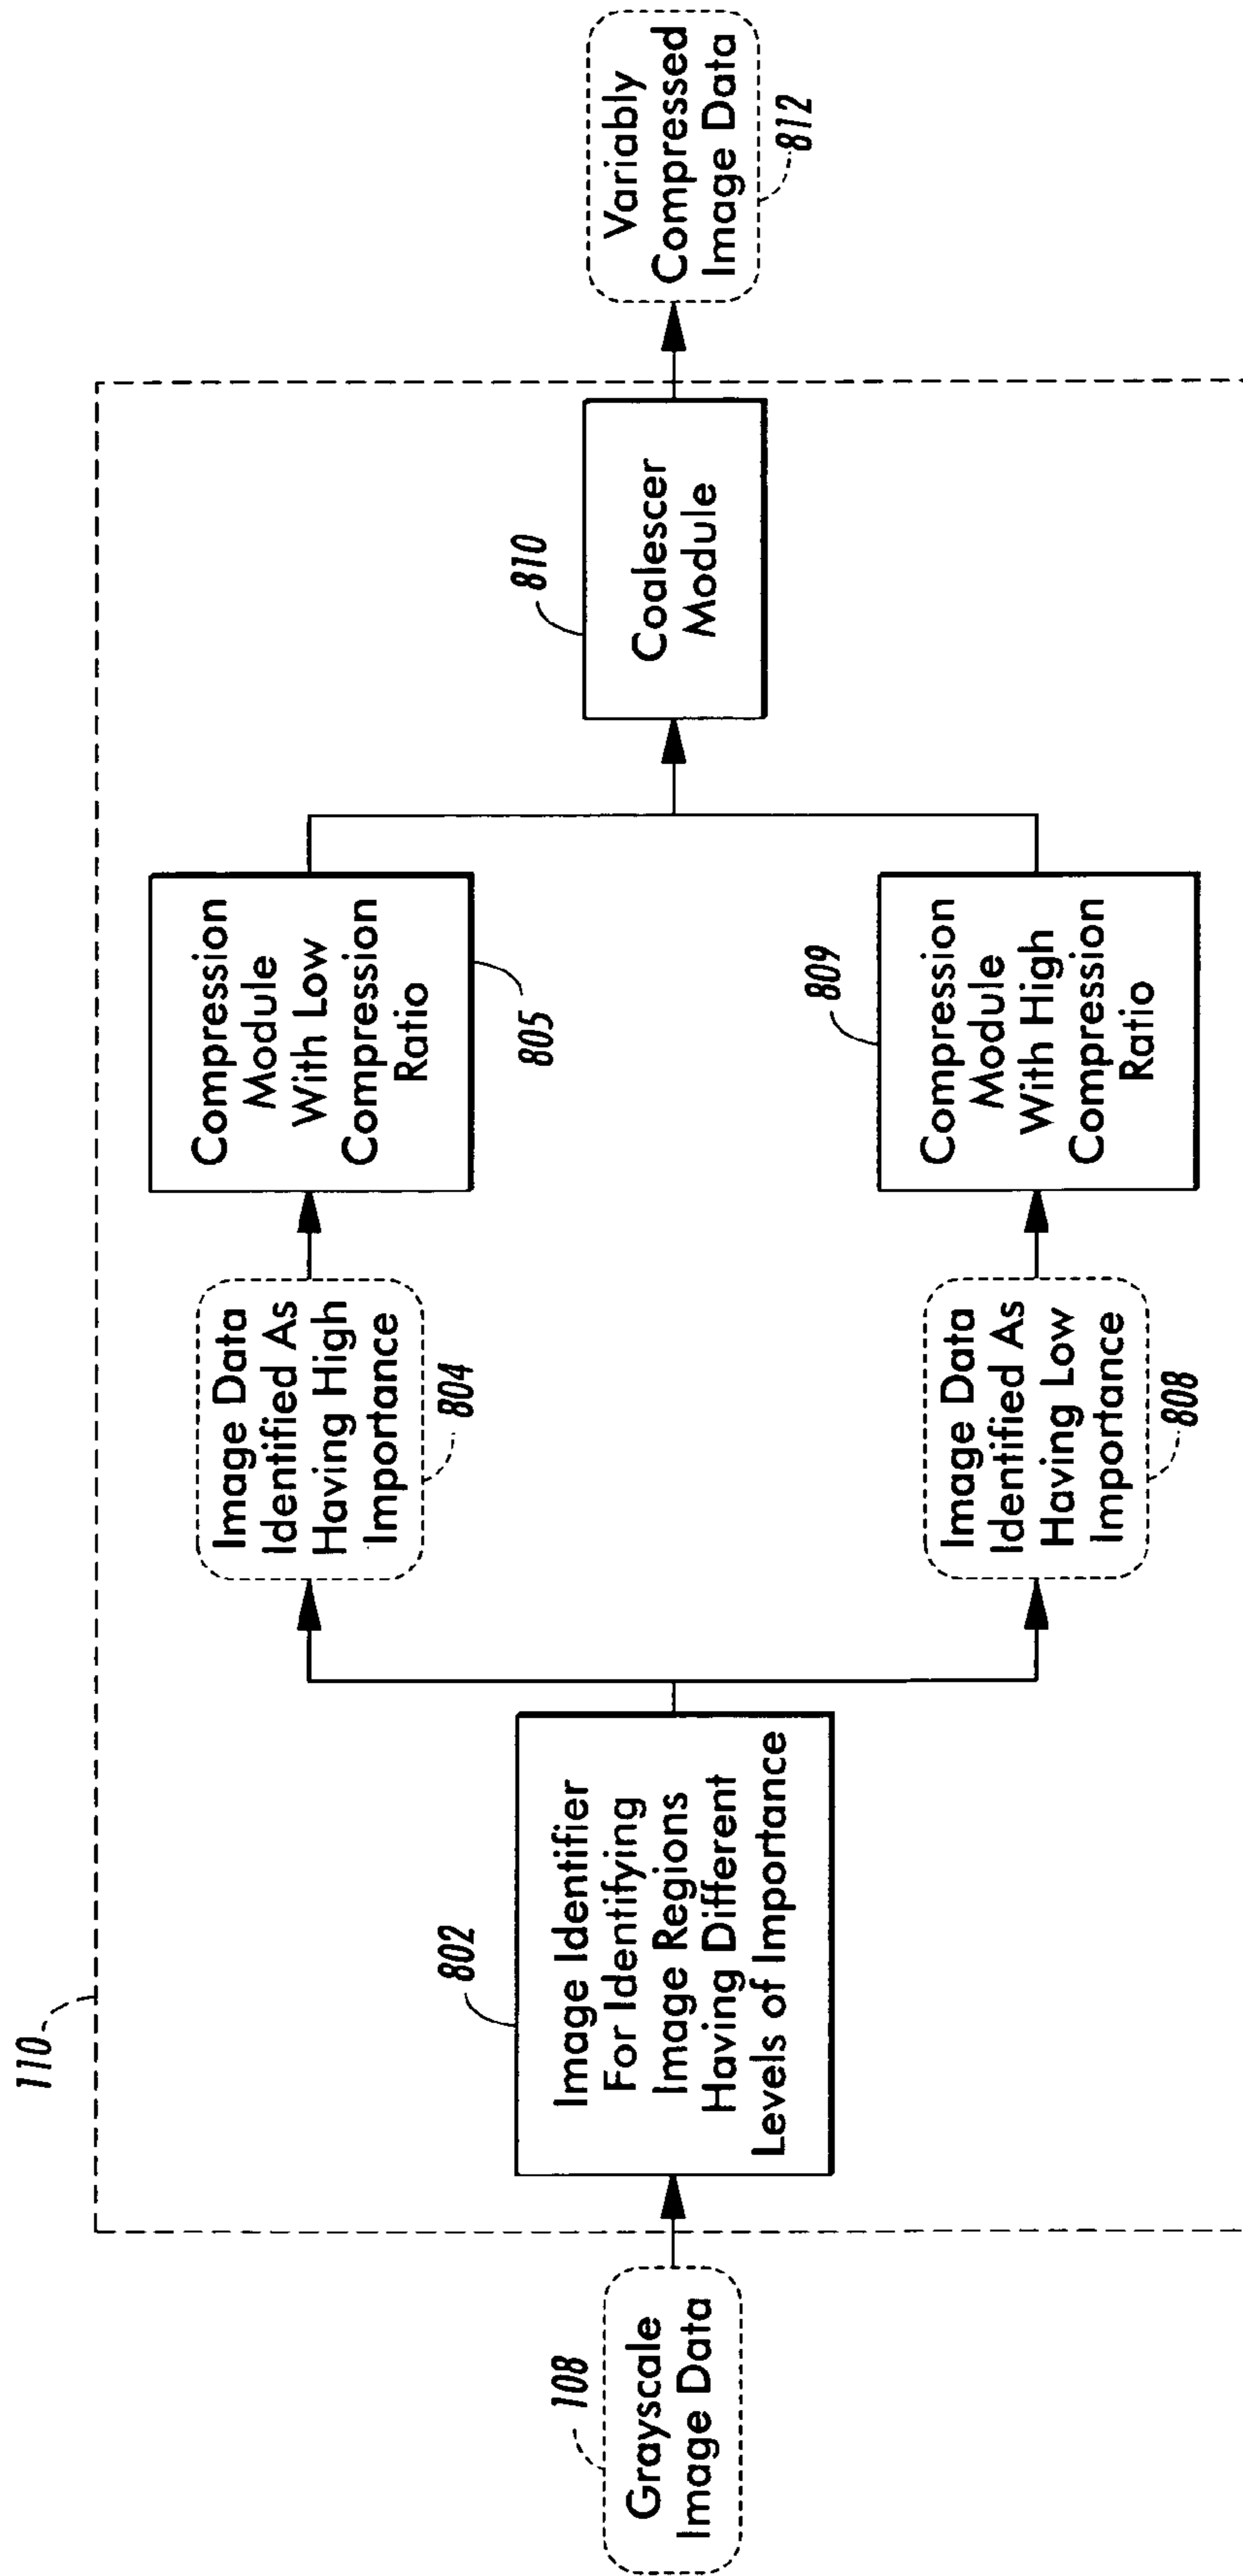 110
108
Grayscale
Image Data
802
Image Identifier
For Identifying
Image Regions
Having Different
Levels of Importance
Image Data
Identified As
Having High
Importance
804
Compression
Module
With Low
Compression
Ratio
805
Image Data
Identified As
Having Low
Importance
808
809
Compression
Module
With High
Compression
Ratio
810
Coalescer
Module
Variably
Compressed
Image Data
812